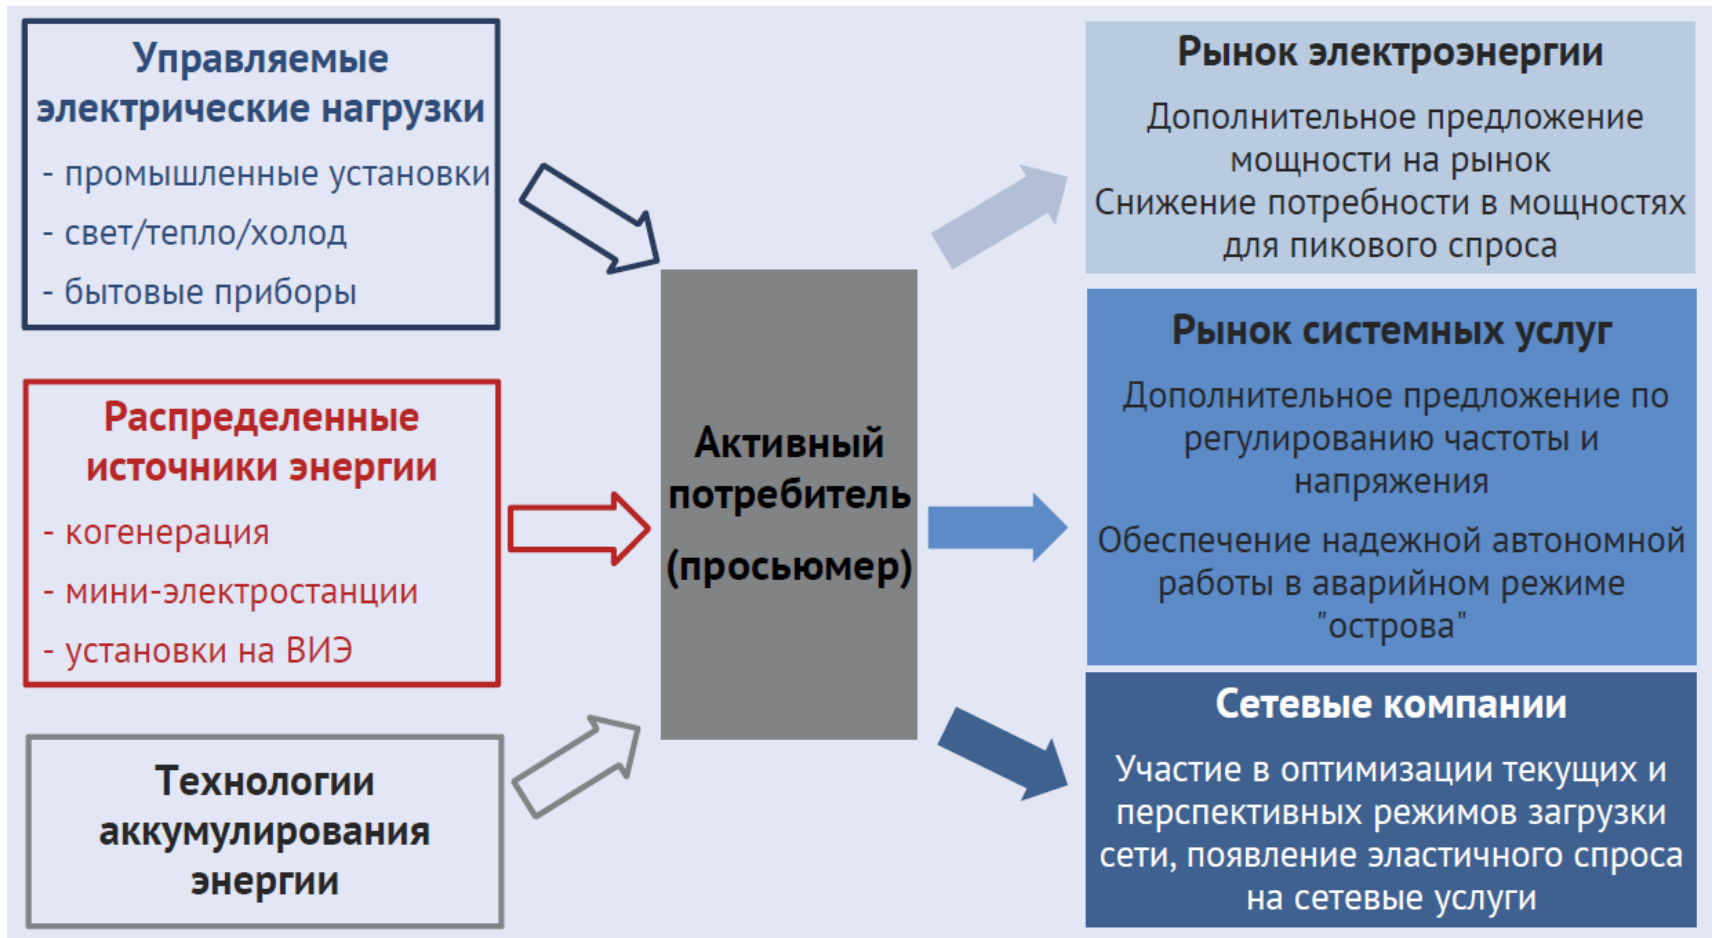 Управляемые
электрические нагрузки
- промышленные установки
- свет/тепло/холод
- бытовые приборы
Распределенные
источники энергии
- когенерация
- мини-электростанции
- установки на ВИЭ
Технологии
аккумулирования
энергии
Активный
потребитель
(просьюмер)
Рынок электроэнергии
Дополнительное предложение
мощности на рынок
Снижение потребности в мощностях
для пикового спроса
Рынок системных услуг
Дополнительное предложение по
регулированию частоты и
напряжения
Обеспечение надежной автономной
работы в аварийном режиме
"острова"
Сетевые компании
Участие в оптимизации текущих и
перспективных режимов загрузки
сети, появление эластичного спроса
на сетевые услуги